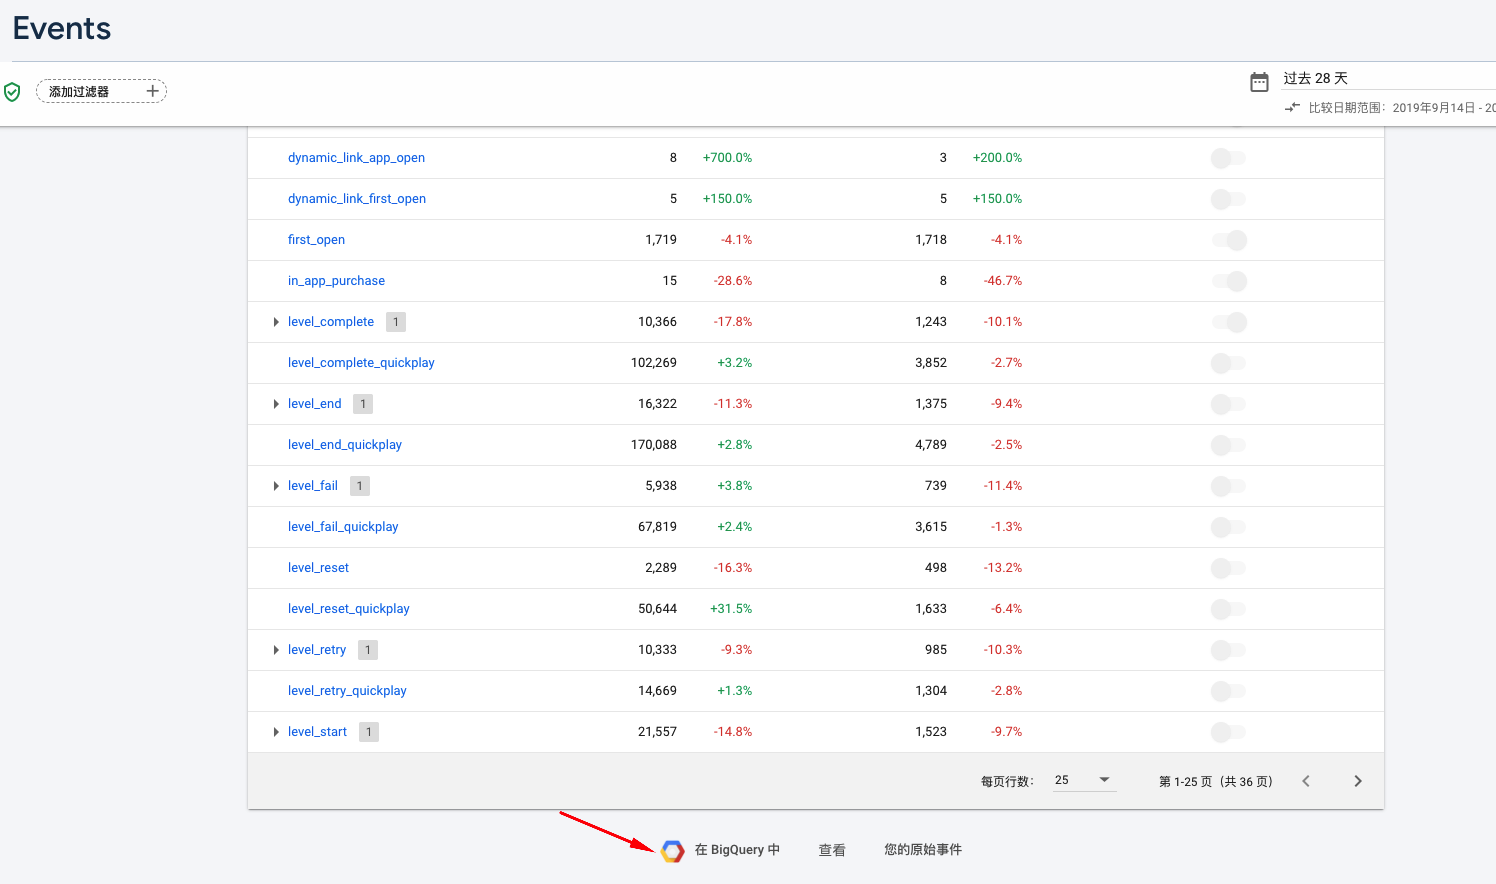 Events
添加过滤器
过去 28 天
比较日期范围：2019年9月14日 - 20
dynamic_link_app_open 8 +700.0% 3 +200.0%
dynamic_link_first_open 5 +150.0% 5 +150.0%
first_open 1,719 -4.1% 1,718 -4.1%
in_app_purchase 15 -28.6% 8 -46.7%
level_complete 1 10,366 -17.8% 1,243 -10.1%
level_complete_quickplay 102,269 +3.2% 3,852 -2.7%
level_end 1 16,322 -11.3% 1,375 -9.4%
level_end_quickplay 170,088 +2.8% 4,789 -2.5%
level_fail 1 5,938 +3.8% 739 -11.4%
level_fail_quickplay 67,819 +2.4% 3,615 -1.3%
level_reset 2,289 -16.3% 498 -13.2%
level_reset_quickplay 50,644 +31.5% 1,633 -6.4%
level_retry 1 10,333 -9.3% 985 -10.3%
level_retry_quickplay 14,669 +1.3% 1,304 -2.8%
level_start 1 21,557 -14.8% 1,523 -9.7%
每页行数： 25 第 1-25 页（共 36 页）
在 BigQuery 中 查看 您的原始事件